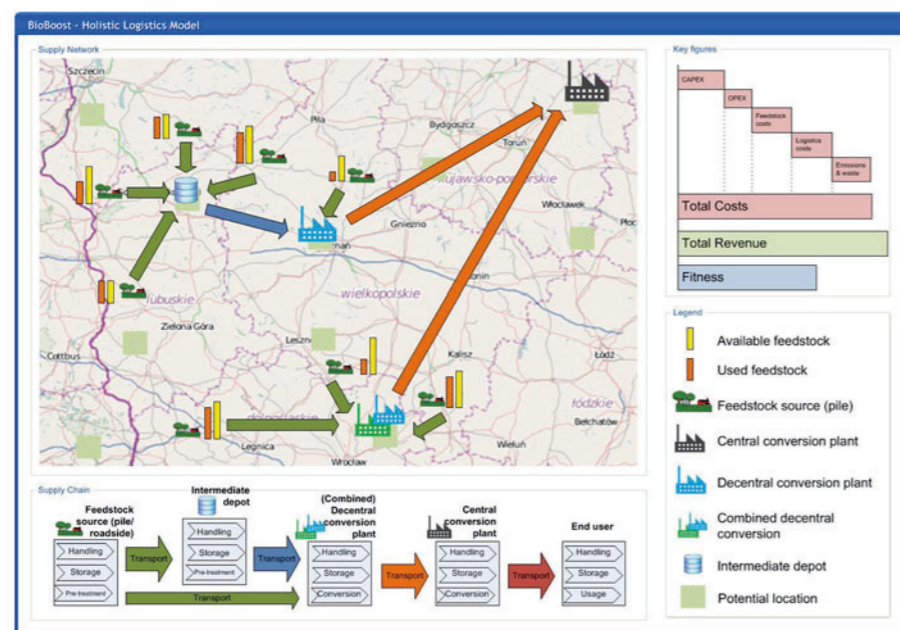 BioBoost - Holistic Logistics Model
Supply Network
Szczecin
Piła
Bydgoszcz
Toruń
kujawsko-pomorskie
Włocławek
Płoc
Gniezno
mań
onin
lubuskie
wielkopolskie
Zielona Góra
Leszno
Kalisz
Łódź
Cottbus
łódzkie
Bełchatów
dolnośląskie
Legnica
Wieluń
Wrocław
Key figures
CAPEX
OPEX
Feedstock
costs
Logistics
costs
Emissions
& waste
Total Costs
Total Revenue
Fitness
Legend
Available feedstock
Used feedstock
Feedstock source (pile)
Central conversion plant
Decentral conversion plant
Combined decentral
conversion
Intermediate depot
Potential location
Supply Chain
Feedstock
source (pile/
roadside)
Handling
Storage
Pre-treatment
Transport
Transport
Intermediate
depot
Handling
Storage
Pre-treatment
Transport
(Combined)
Decentral
conversion
plant
Handling
Storage
Conversion
Transport
Central
conversion
plant
Handling
Storage
Conversion
Transport
End user
Handling
Storage
Usage